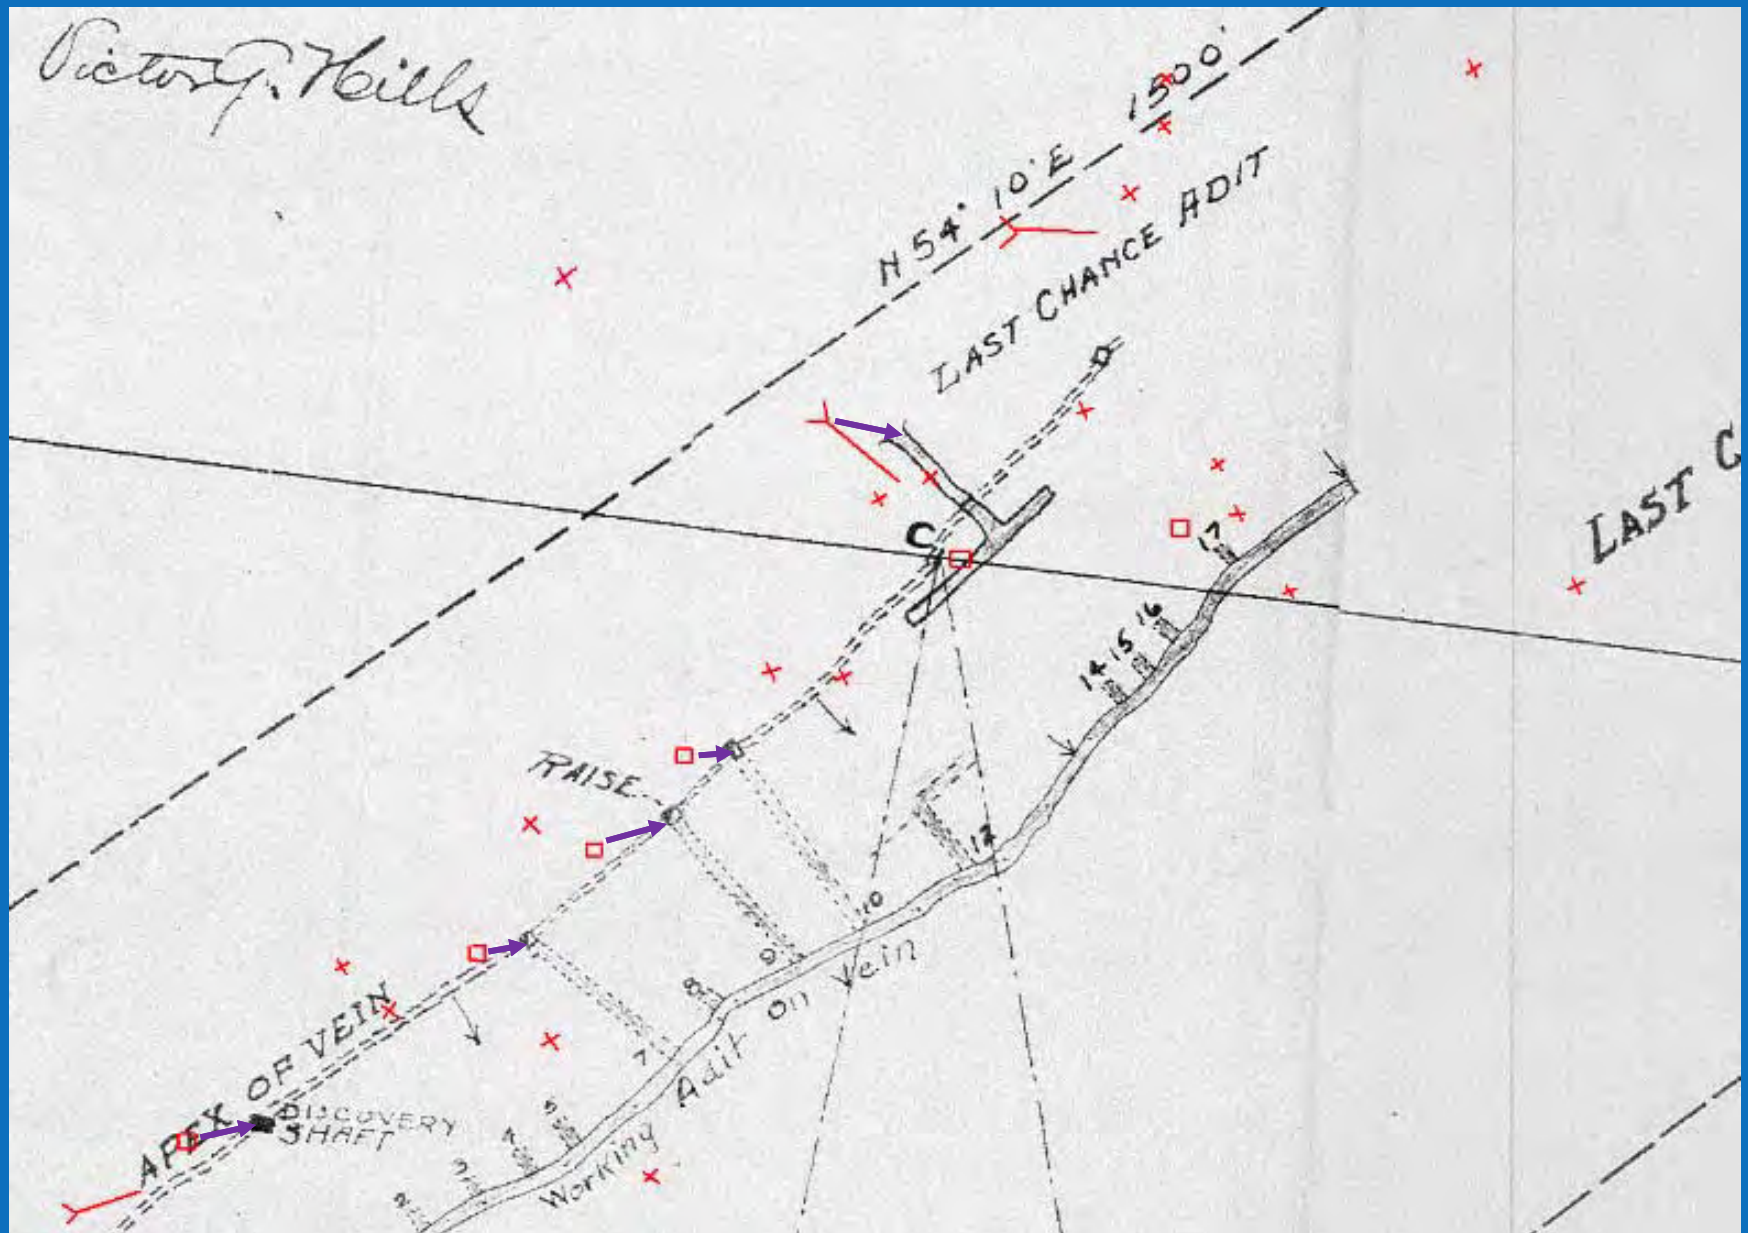 Victor G. Hills
N 54° 10' E 1500'
LAST CHANCE ADIT
LAST C
C
17
16
15
14
RAISE
12
10
9
8
7
Working Adit On Vein
APEX OF VEIN
DISCOVERY
SHAFT
5
4
3
2